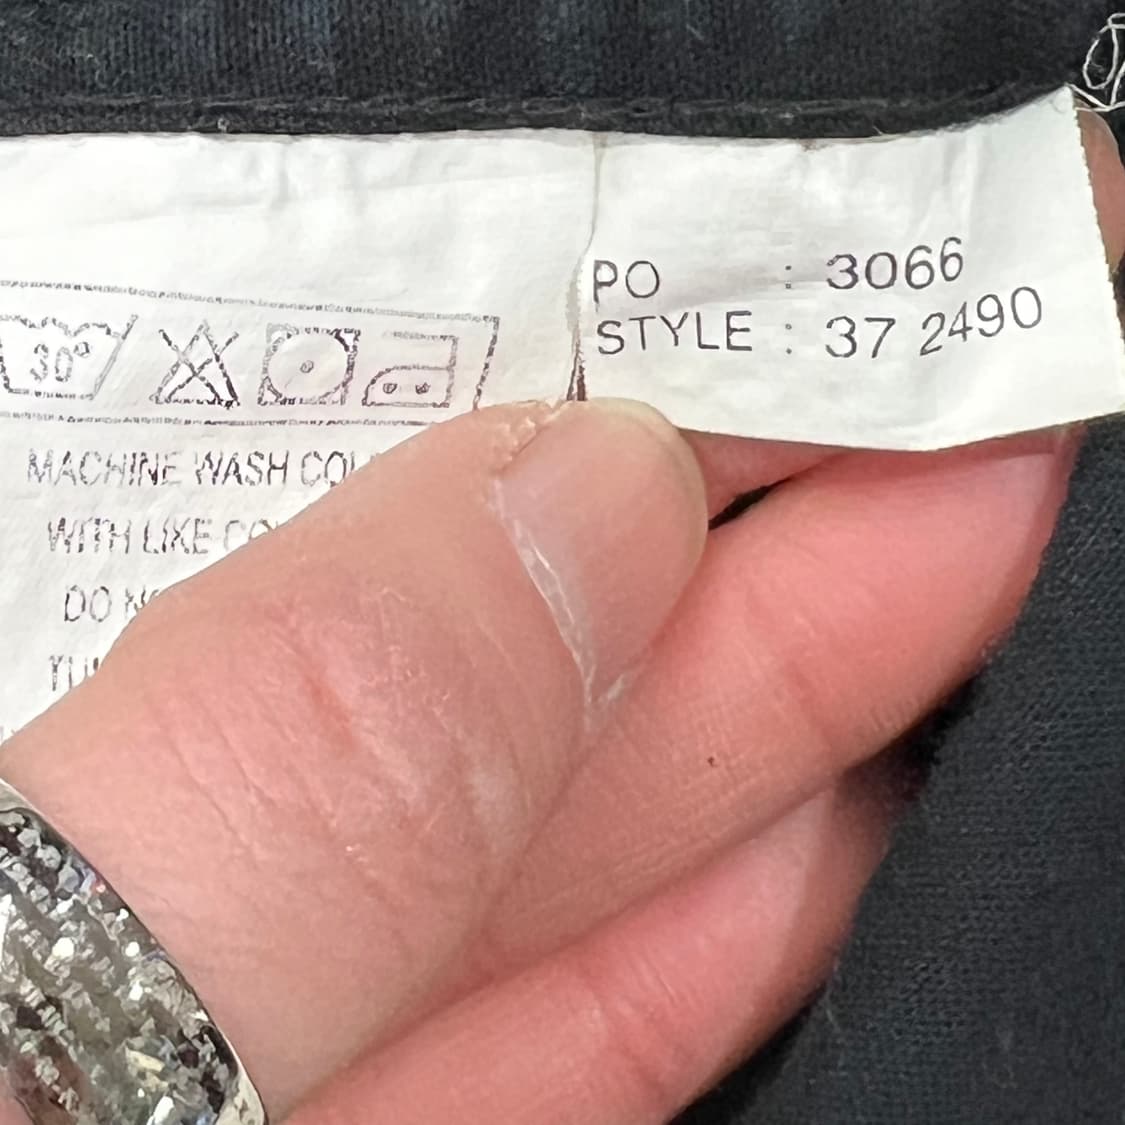 PO : 3066
STYLE : 37 2490
30°
MACHINE WASH
WITH LIKE
DO